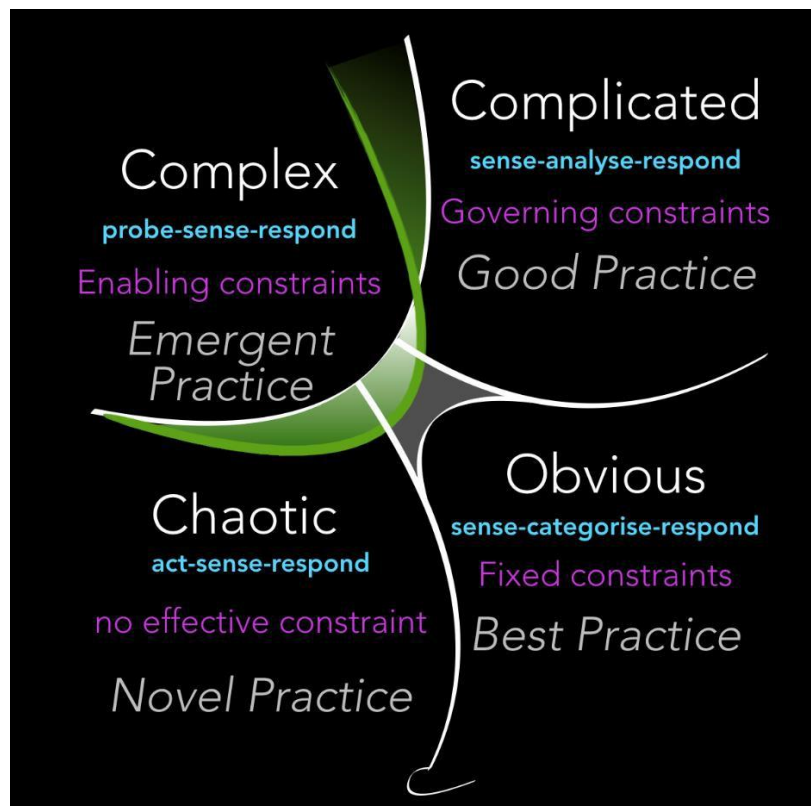 Complex
probe-sense-respond
Enabling constraints
Emergent
Practice
Complicated
sense-analyse-respond
Governing constraints
Good Practice
Chaotic
act-sense-respond
no effective constraint
Novel Practice
Obvious
sense-categorise-respond
Fixed constraints
Best Practice